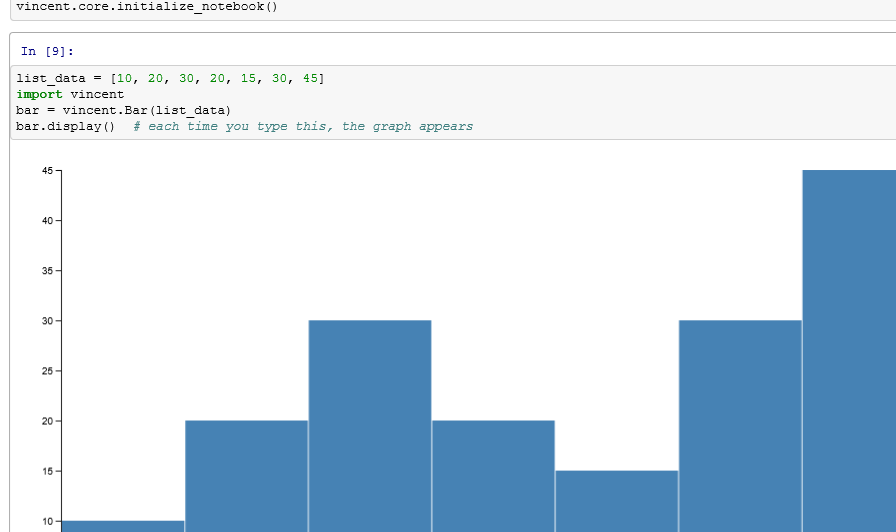 vincent.core.initialize_notebook()
In [9]:
list_data = [10, 20, 30, 20, 15, 30, 45]
import vincent
bar = vincent.Bar(list_data)
bar.display()  # each time you type this, the graph appears
45
40
35
30
25
20
15
10